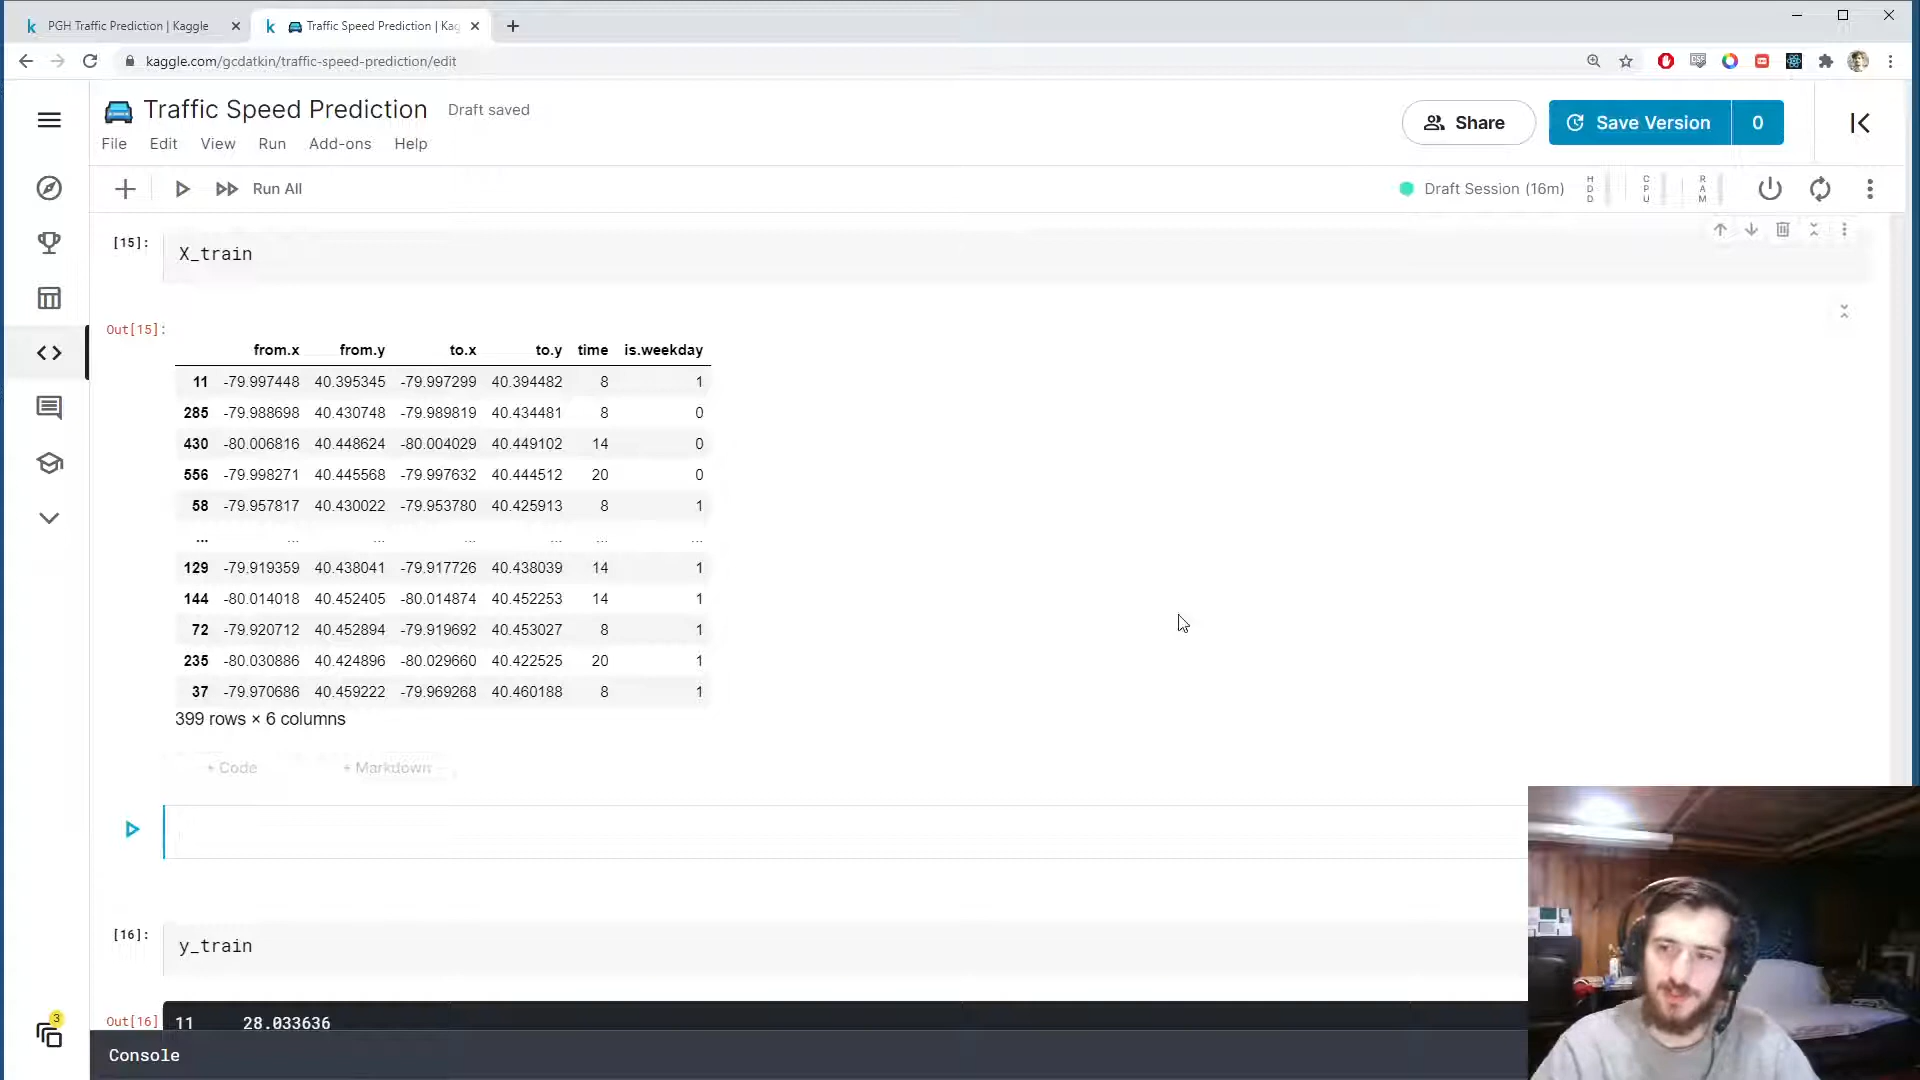 PGH Traffic Prediction | Kaggle
Traffic Speed Prediction | Kag
kaggle.com/gcdatkin/traffic-speed-prediction/edit
Traffic Speed Prediction
Draft saved
Share
Save Version
0
File
Edit
View
Run
Add-ons
Help
Run All
Draft Session (16m)
HDD
CPU
RAM
[15]:
X_train
Out[15]:
from.x from.y to.x to.y time is.weekday
11 -79.997448 40.395345 -79.997299 40.394482 8 1
285 -79.988698 40.430748 -79.989819 40.434481 8 0
430 -80.006816 40.448624 -80.004029 40.449102 14 0
556 -79.998271 40.445568 -79.997632 40.444512 20 0
58 -79.957817 40.430022 -79.953780 40.425913 8 1
... ... ... ... ... ... ...
129 -79.919359 40.438041 -79.917726 40.438039 14 1
144 -80.014018 40.452405 -80.014874 40.452253 14 1
72 -79.920712 40.452894 -79.919692 40.453027 8 1
235 -80.030886 40.424896 -80.029660 40.422525 20 1
37 -79.970686 40.459222 -79.969268 40.460188 8 1
399 rows × 6 columns
+ Code
+ Markdown
[16]:
y_train
Out[16]
11 28.033636
3
Console